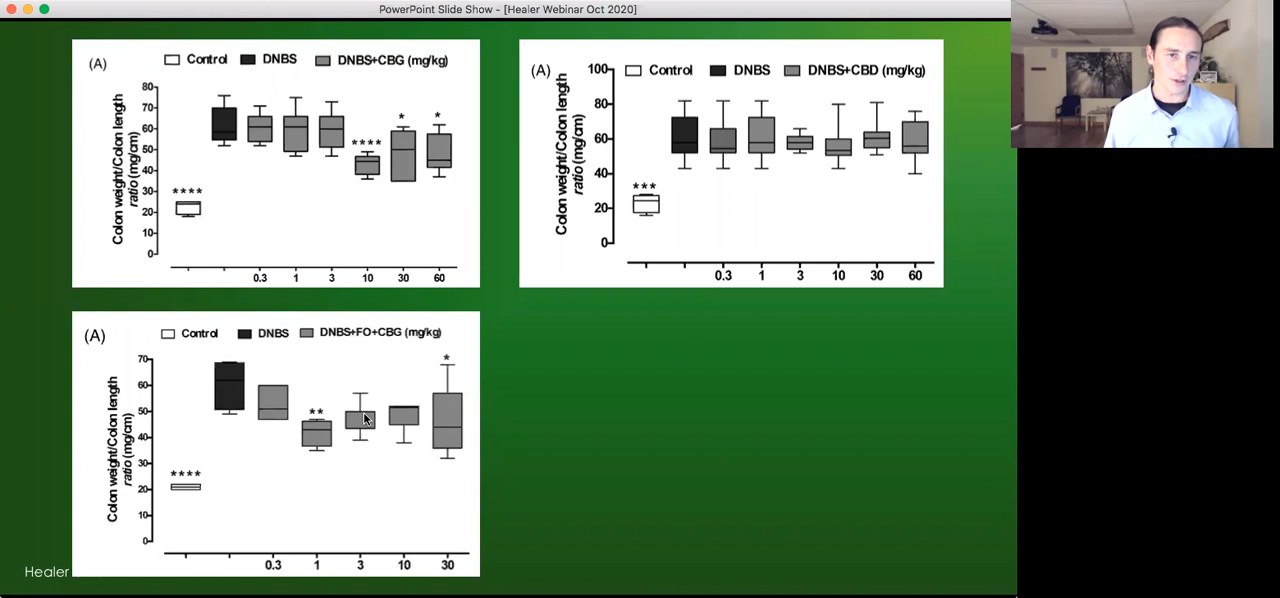 PowerPoint Slide Show - [Healer Webinar Oct 2020]
(A)
Control DNBS DNBS+CBG (mg/kg)
Colon weight/Colon length
ratio (mg/cm)
80
70
60
50
40
30
20
10
0
****
****
*
*
0.3 1 3 10 30 60
(A)
Control DNBS DNBS+CBD (mg/kg)
Colon weight/Colon length
ratio (mg/cm)
100
80
60
40
20
0
***
0.3 1 3 10 30 60
(A)
Control DNBS DNBS+FO+CBG (mg/kg)
Colon weight/Colon length
ratio (mg/cm)
70
60
50
40
30
20
10
0
****
**
*
0.3 1 3 10 30
Healer